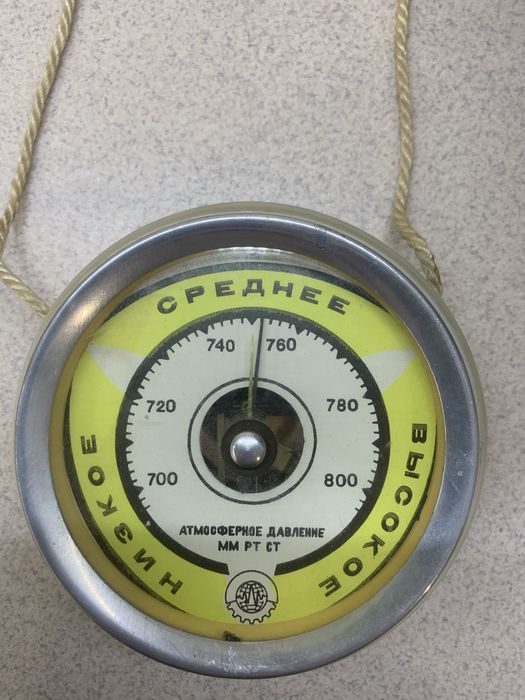 СРЕДНЕЕ
НИЗКОЕ
ВЫСОКОЕ
740 760
720 780
700 800
АТМОСФЕРНОЕ ДАВЛЕНИЕ
ММ РТ СТ